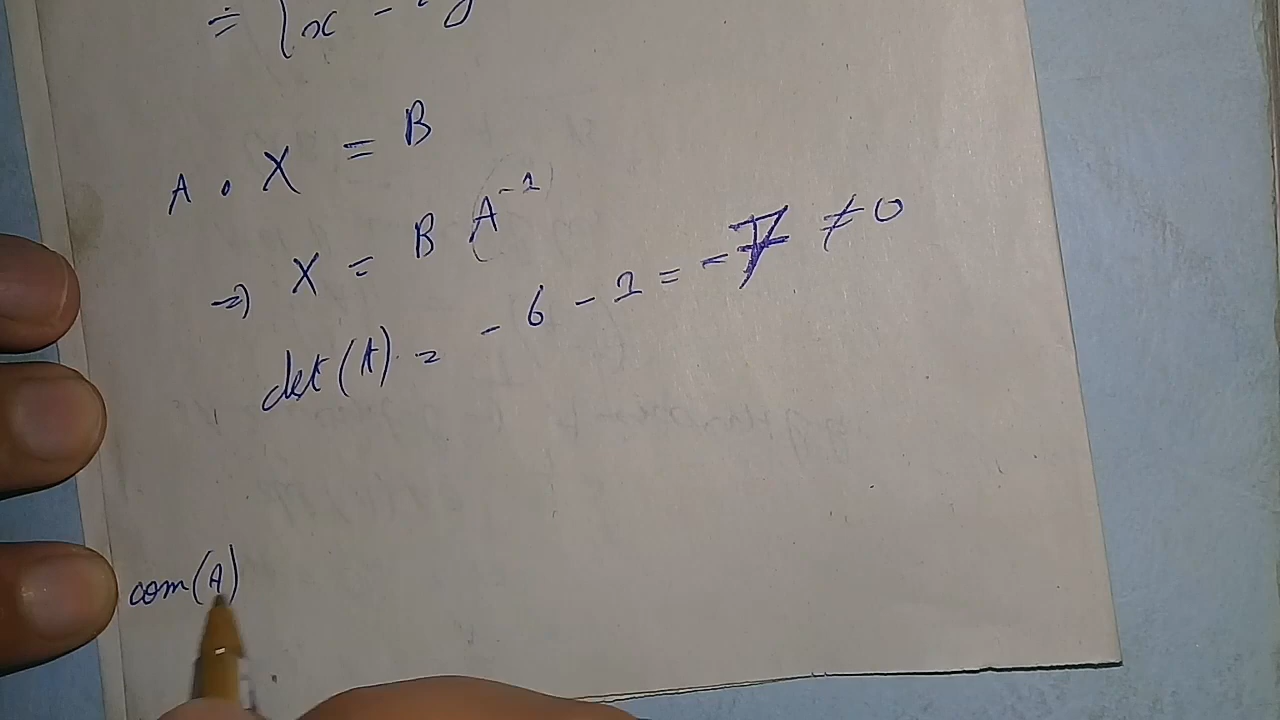 A . X = B
=> X = B A^-1
det(A) = -6 - 1 = -7 ≠ 0
com(A)